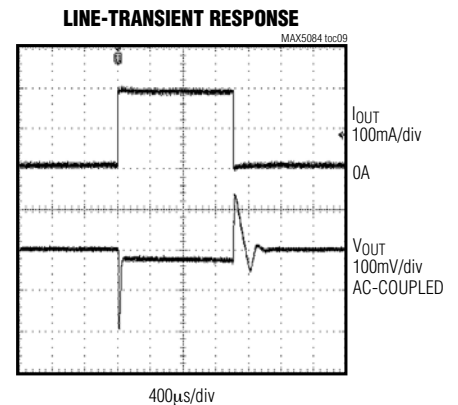 LINE-TRANSIENT RESPONSE
MAX5084 toc09
IOUT
100mA/div
0A
VOUT
100mV/div
AC-COUPLED
400μs/div